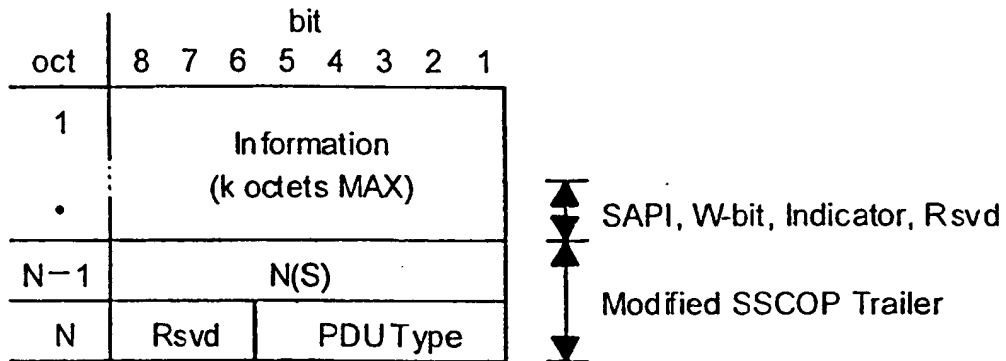 bit
oct 8 7 6 5 4 3 2 1
1
Information
(k octets MAX)
•
SAPI, W-bit, Indicator, Rsvd
N−1 N(S)
Modified SSCOP Trailer
N Rsvd PDU Type